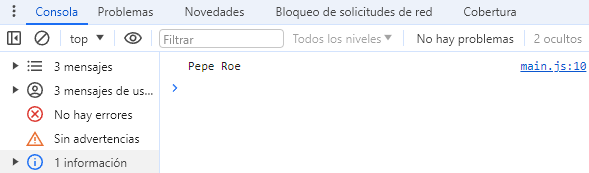 Consola Problemas Novedades Bloqueo de solicitudes de red Cobertura
top Filtrar Todos los niveles No hay problemas 2 ocultos
3 mensajes
3 mensajes de us...
No hay errores
Sin advertencias
1 información
Pepe Roe main.js:10